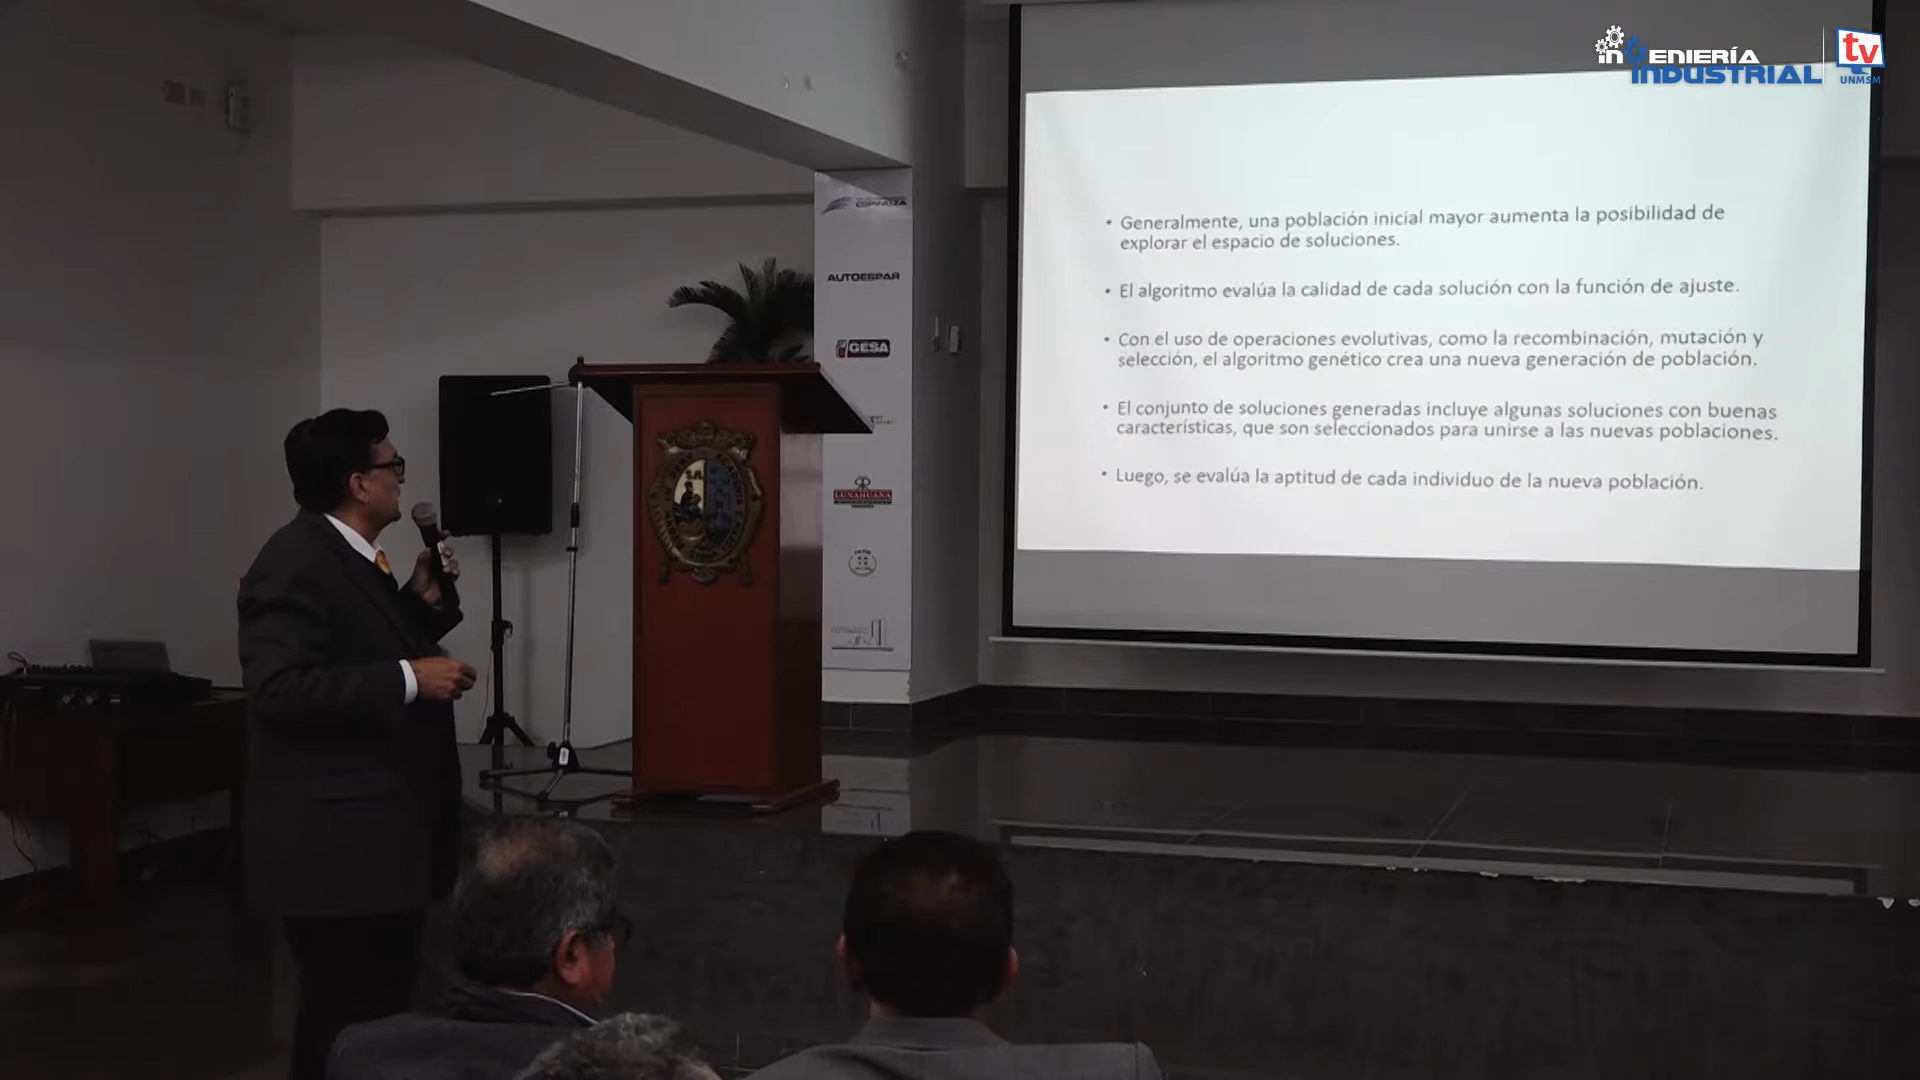 INGENIERÍA
INDUSTRIAL
tv
UNMSM
• Generalmente, una población inicial mayor aumenta la posibilidad de
explorar el espacio de soluciones.
• El algoritmo evalúa la calidad de cada solución con la función de ajuste.
• Con el uso de operaciones evolutivas, como la recombinación, mutación y
selección, el algoritmo genético crea una nueva generación de población.
• El conjunto de soluciones generadas incluye algunas soluciones con buenas
características, que son seleccionados para unirse a las nuevas poblaciones.
• Luego, se evalúa la aptitud de cada individuo de la nueva población.
ESPINOZA
AUTOESPAR
GESA
LUNAHUANA